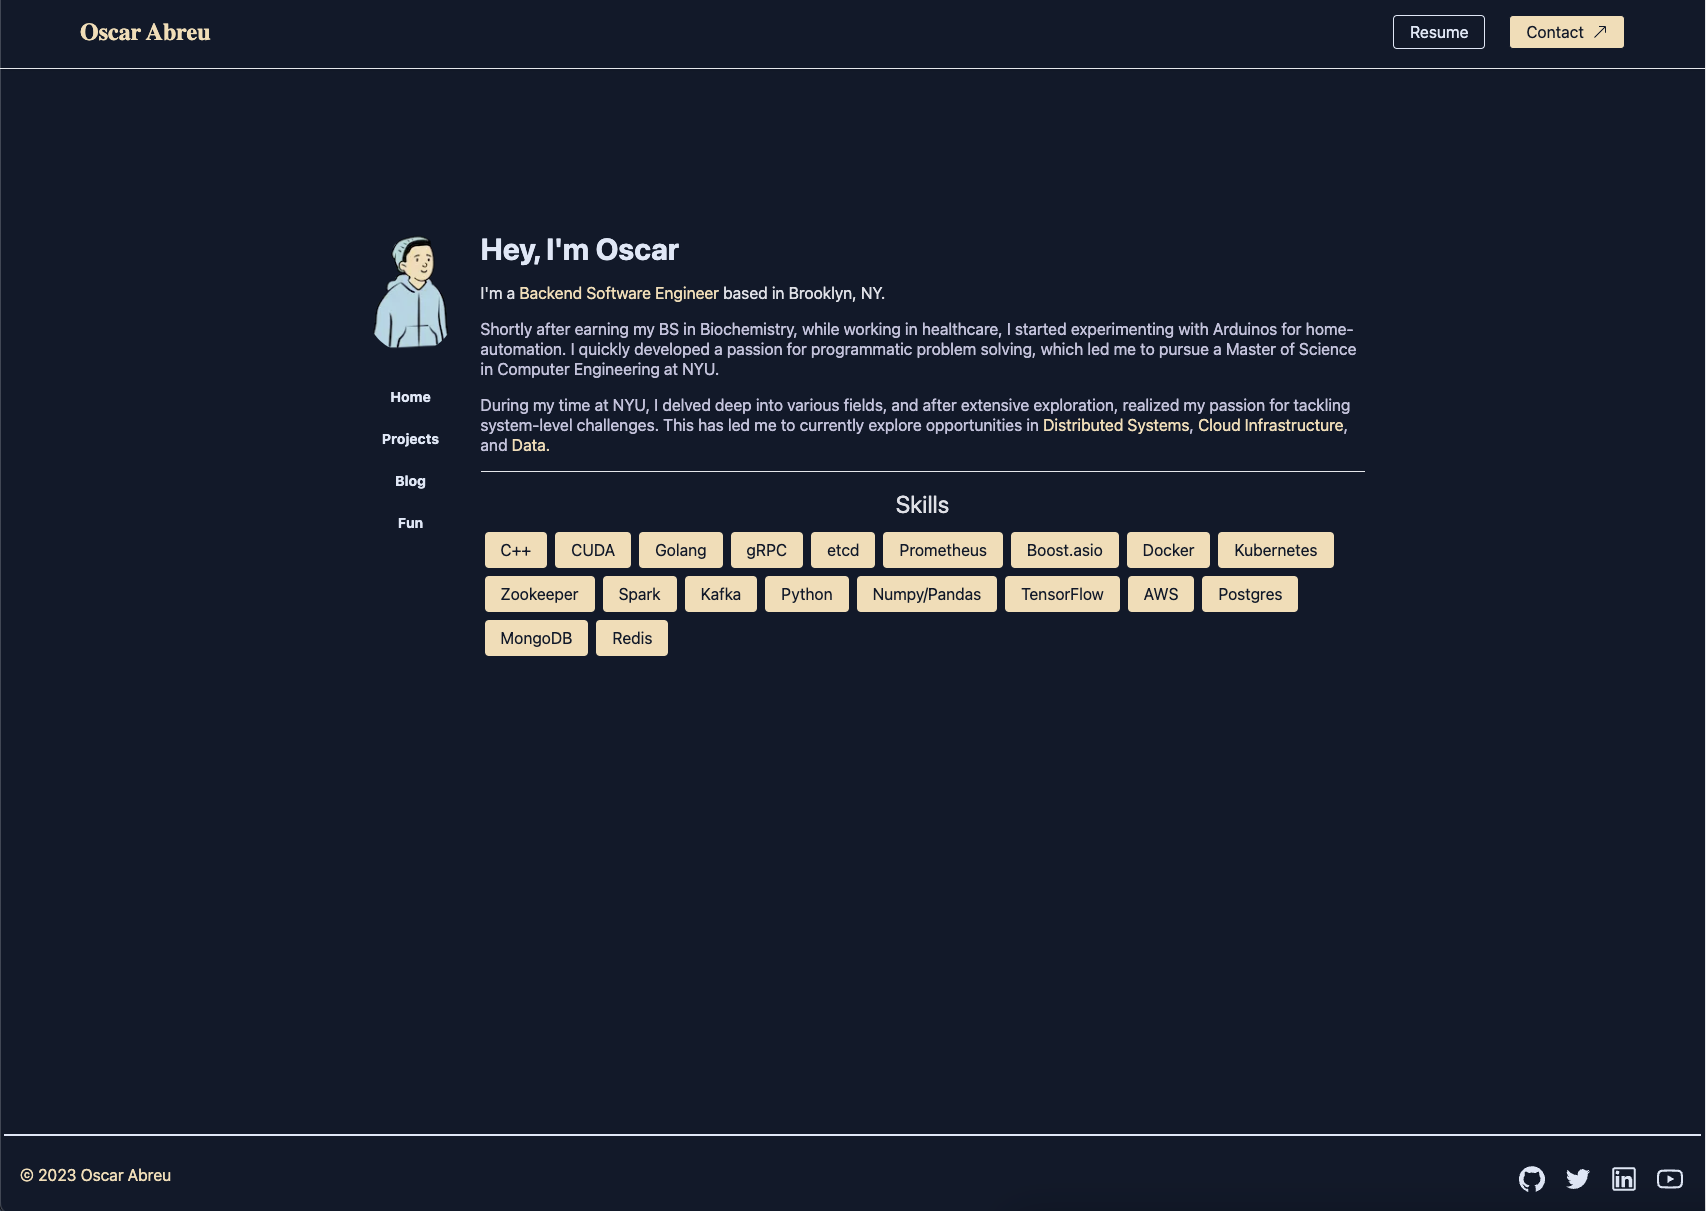 Oscar Abreu
Resume
Contact
Hey, I'm Oscar
I'm a Backend Software Engineer based in Brooklyn, NY.
Shortly after earning my BS in Biochemistry, while working in healthcare, I started experimenting with Arduinos for home-
automation. I quickly developed a passion for programmatic problem solving, which led me to pursue a Master of Science
in Computer Engineering at NYU.
During my time at NYU, I delved deep into various fields, and after extensive exploration, realized my passion for tackling
system-level challenges. This has led me to currently explore opportunities in Distributed Systems, Cloud Infrastructure,
and Data.
Home
Projects
Blog
Fun
Skills
C++ CUDA Golang gRPC etcd Prometheus Boost.asio Docker Kubernetes
Zookeeper Spark Kafka Python Numpy/Pandas TensorFlow AWS Postgres
MongoDB Redis
© 2023 Oscar Abreu
in